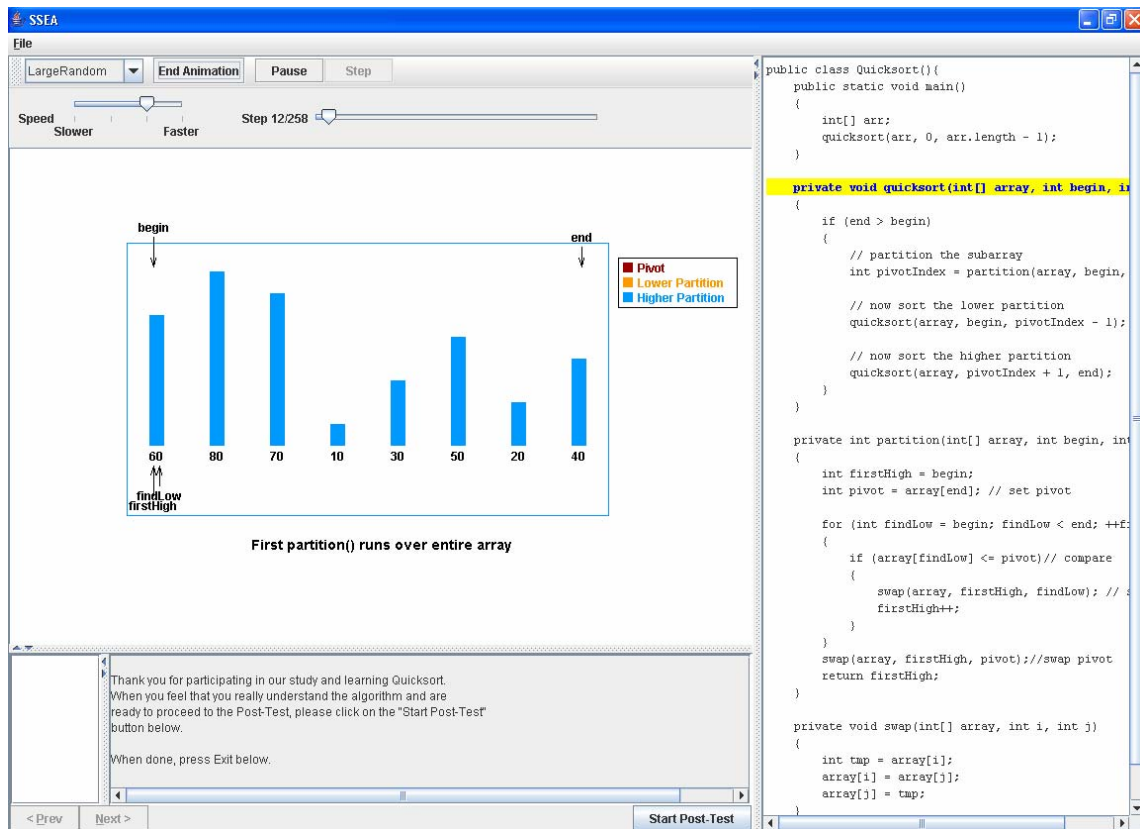 SSEA
File
LargeRandom End Animation Pause Step
Speed Slower Faster Step 12/258
begin
end
Pivot
Lower Partition
Higher Partition
60 80 70 10 30 50 20 40
findLow
firstHigh
First partition() runs over entire array
Thank you for participating in our study and learning Quicksort.
When you feel that you really understand the algorithm and are
ready to proceed to the Post-Test, please click on the "Start Post-Test"
button below.
When done, press Exit below.
< Prev Next > Start Post-Test
public class Quicksort(){
public static void main()
{
int[] arr;
quicksort(arr, 0, arr.length - 1);
}
private void quicksort(int[] array, int begin, in
{
if (end > begin)
{
// partition the subarray
int pivotIndex = partition(array, begin,
// now sort the lower partition
quicksort(array, begin, pivotIndex - 1);
// now sort the higher partition
quicksort(array, pivotIndex + 1, end);
}
}
private int partition(int[] array, int begin, int
{
int firstHigh = begin;
int pivot = array[end]; // set pivot
for (int findLow = begin; findLow < end; ++fi
{
if (array[findLow] <= pivot)// compare
{
swap(array, firstHigh, findLow); // s
firstHigh++;
}
}
swap(array, firstHigh, pivot);//swap pivot
return firstHigh;
}
private void swap(int[] array, int i, int j)
{
int tmp = array[i];
array[i] = array[j];
array[j] = tmp;
}